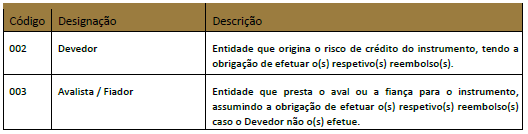 Código Designação Descrição
002 Devedor Entidade que origina o risco de crédito do instrumento, tendo a
obrigação de efetuar o(s) respetivo(s) reembolso(s).
003 Avalista / Fiador Entidade que presta o aval ou a fiança para o instrumento,
assumindo a obrigação de efetuar o(s) respetivo(s) reembolso(s)
caso o Devedor não o(s) efetue.